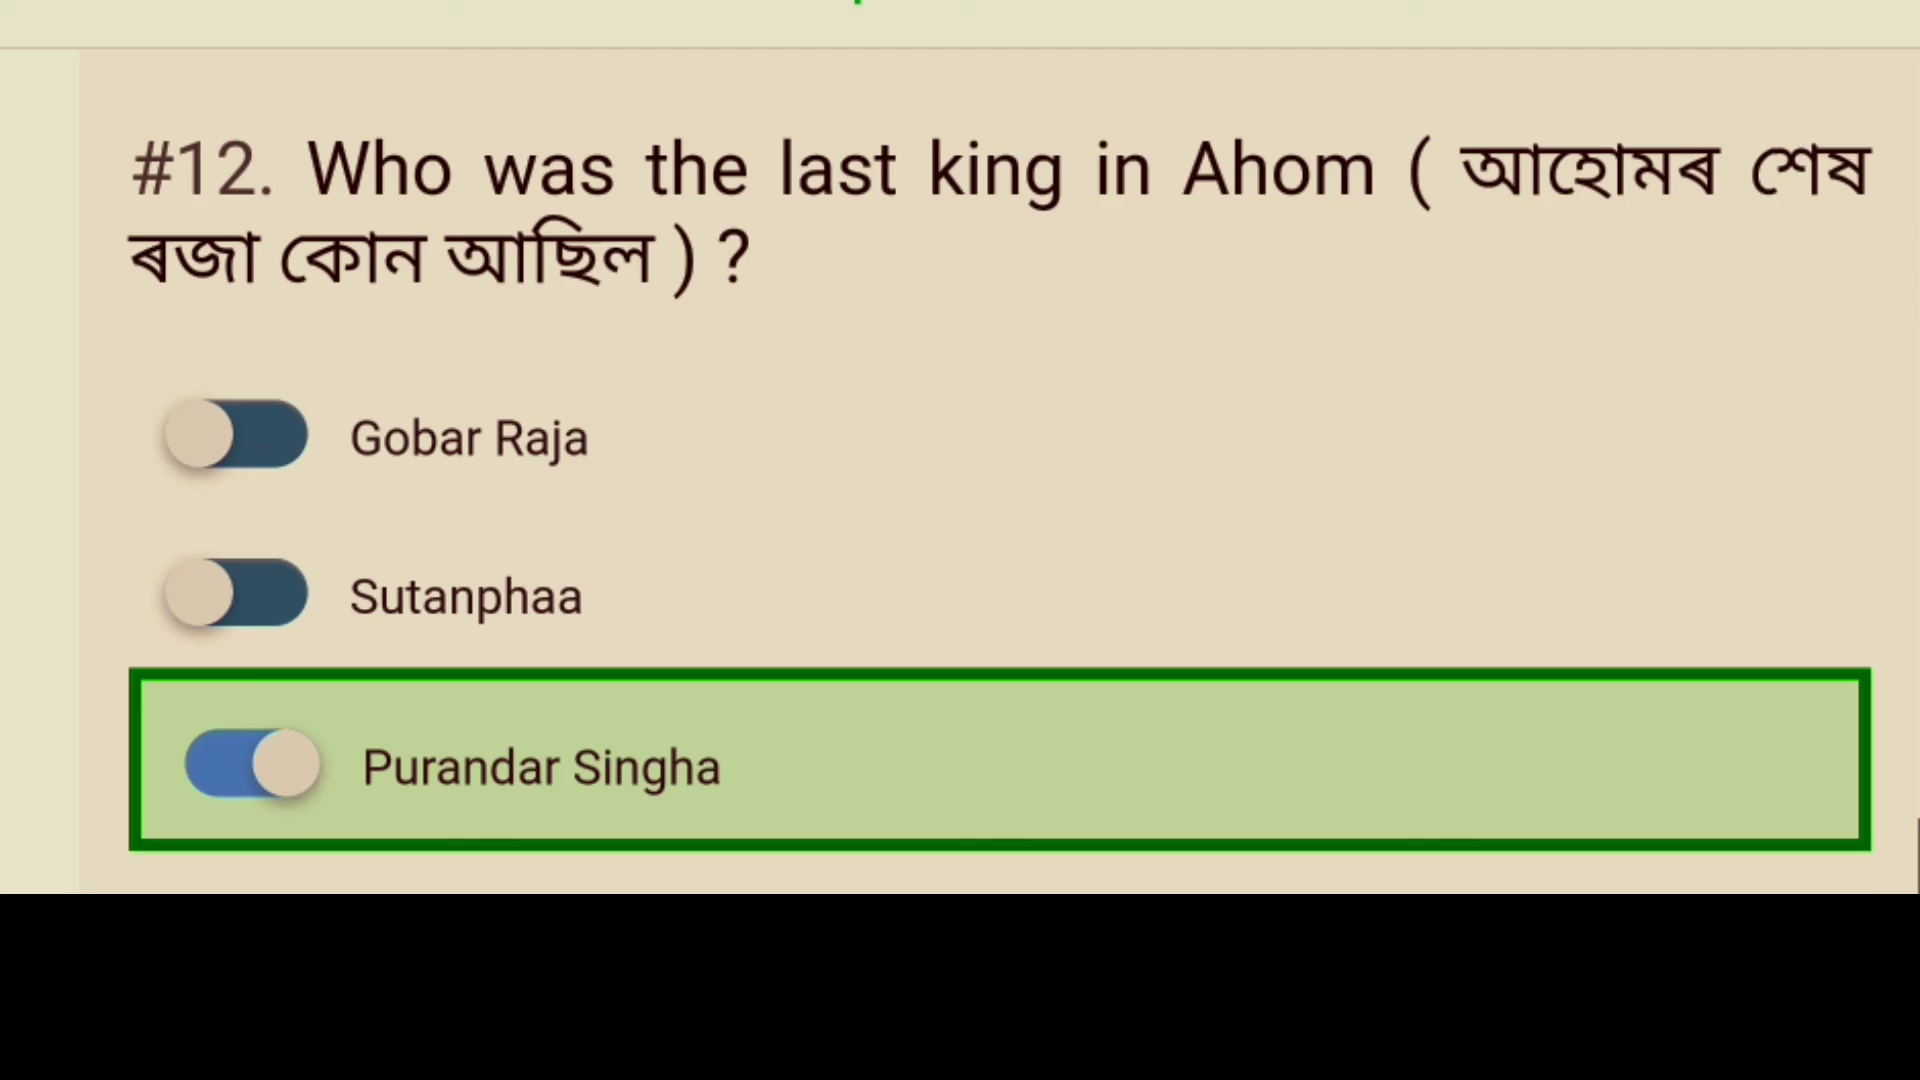 #12. Who was the last king in Ahom ( আহোমৰ শেষ
ৰজা কোন আছিল ) ?
Gobar Raja
Sutanphaa
Purandar Singha